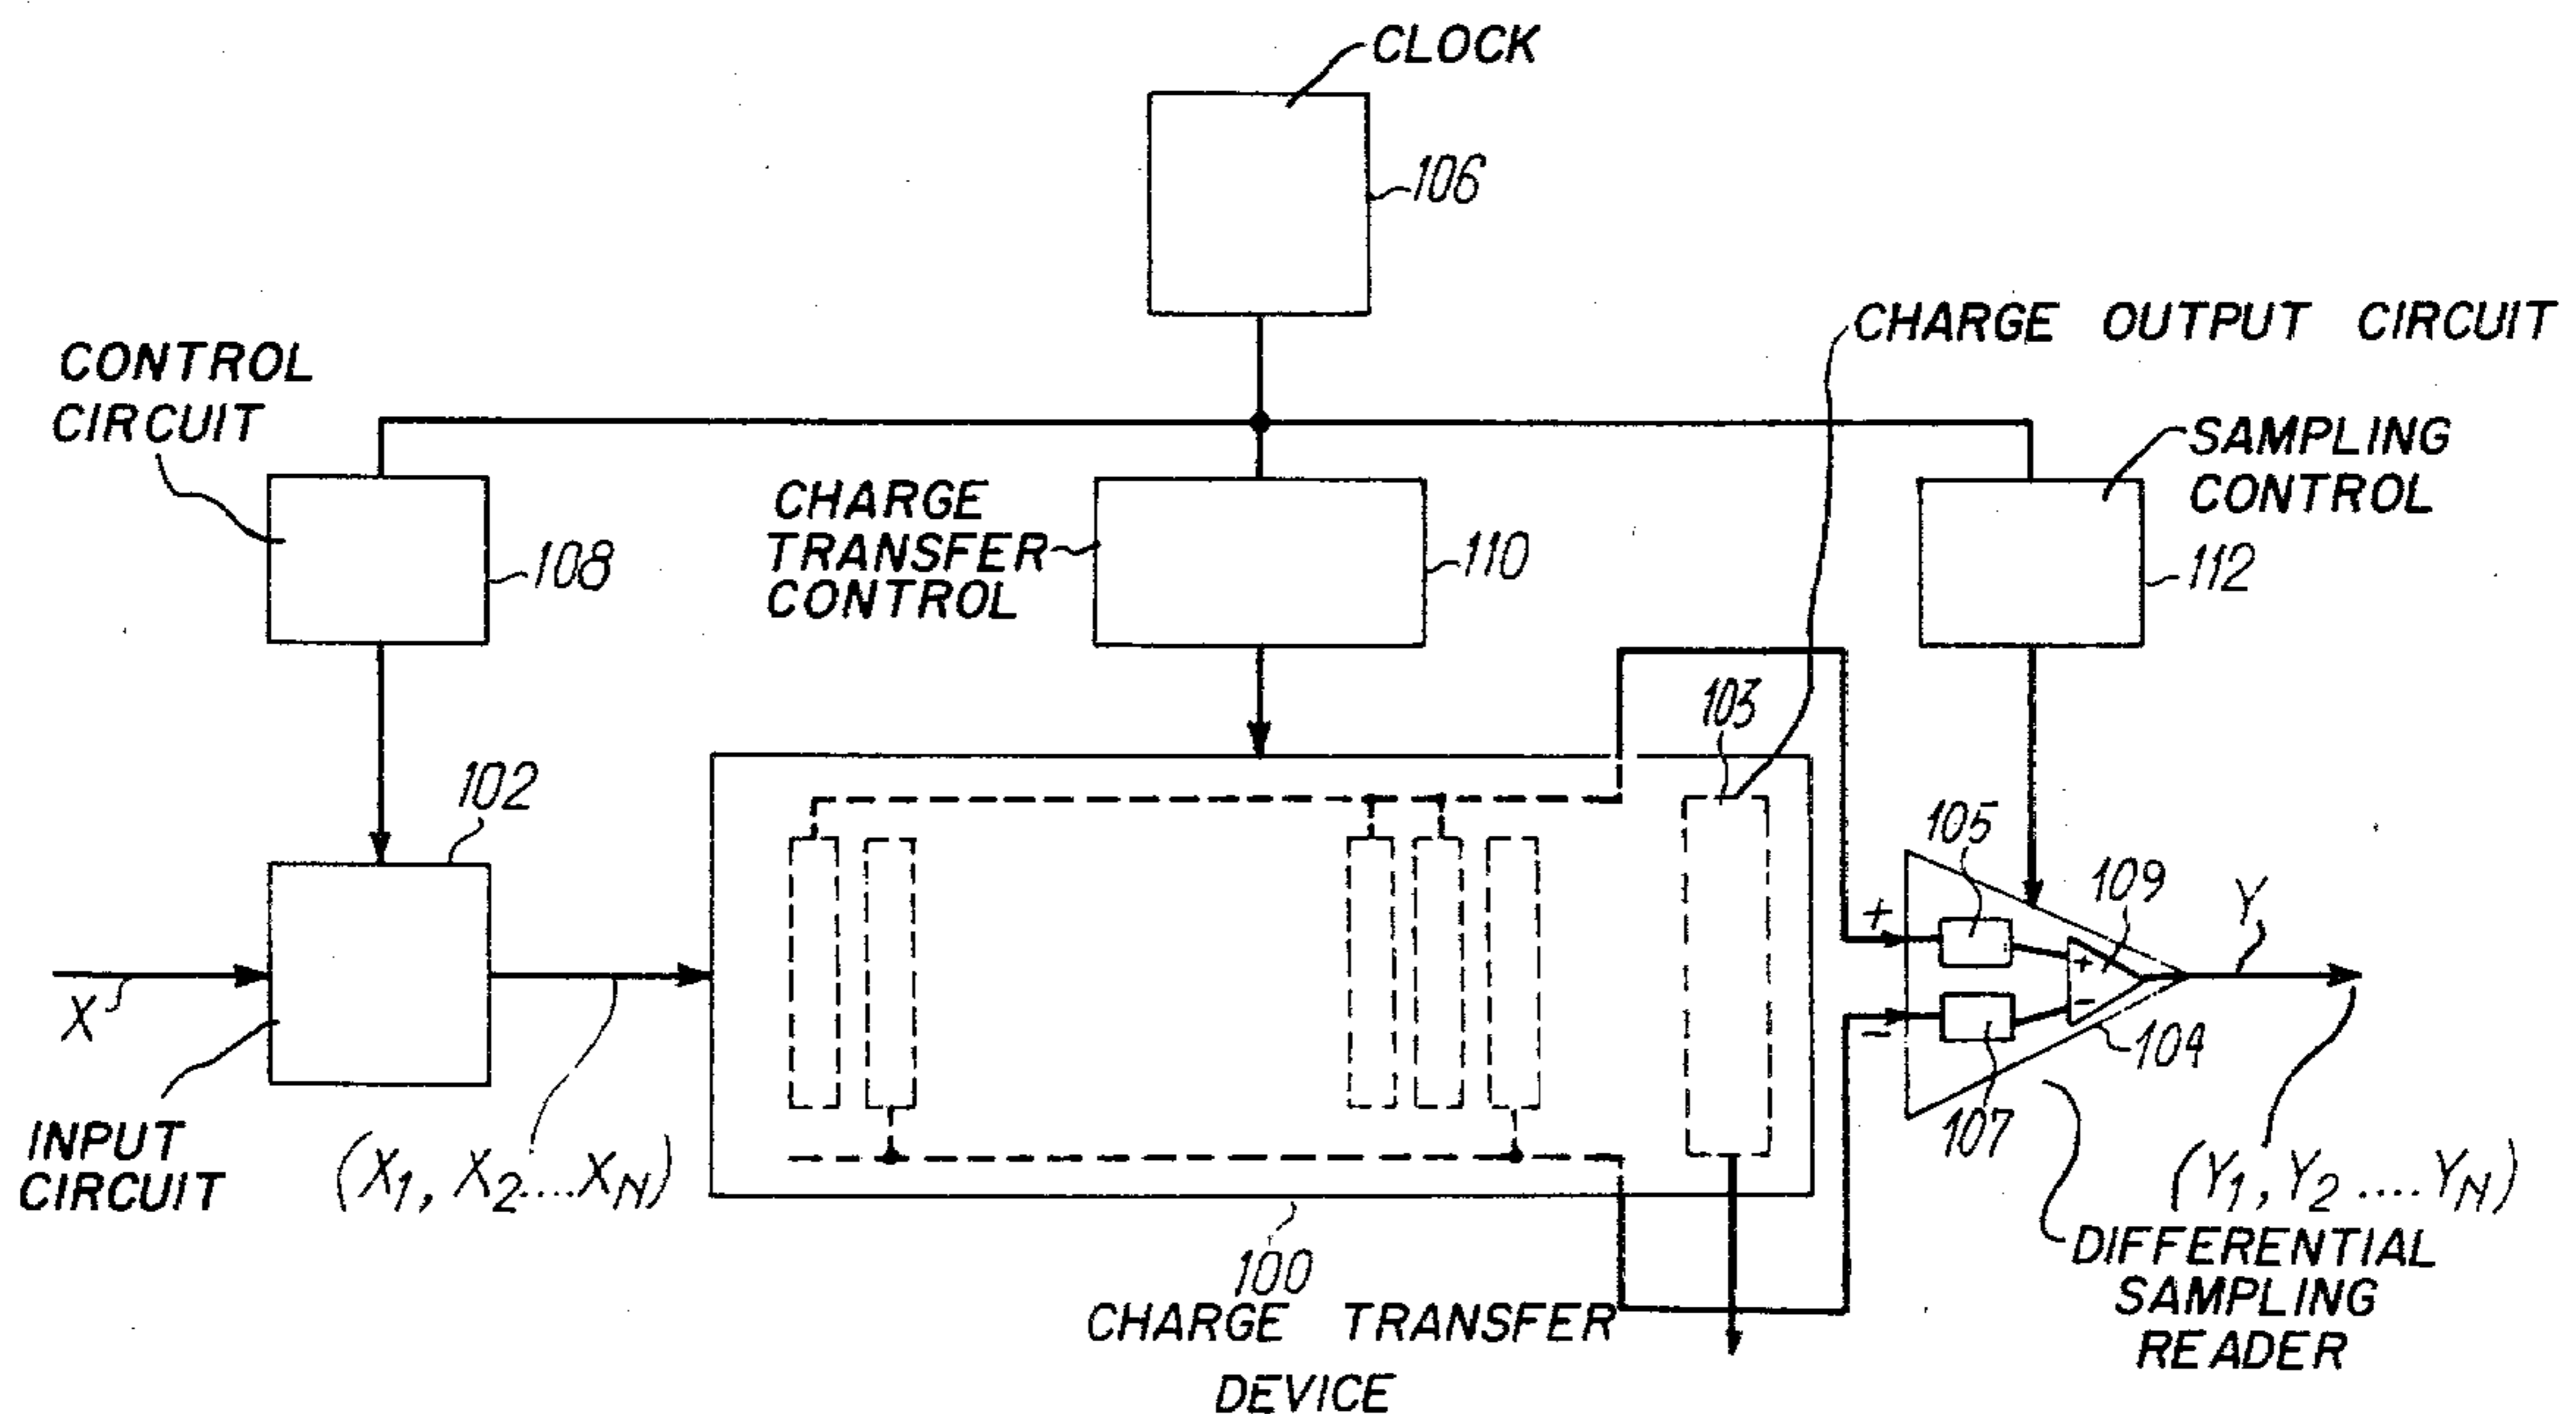 CLOCK
106
CHARGE OUTPUT CIRCUIT
CONTROL
CIRCUIT
SAMPLING
CONTROL
CHARGE
TRANSFER
CONTROL
108
110
112
103
102
105
109
Y
+
+
X
-
-
104
107
INPUT
CIRCUIT
(X1, X2....XN)
(Y1, Y2....YN)
100
CHARGE TRANSFER
DEVICE
DIFFERENTIAL
SAMPLING
READER